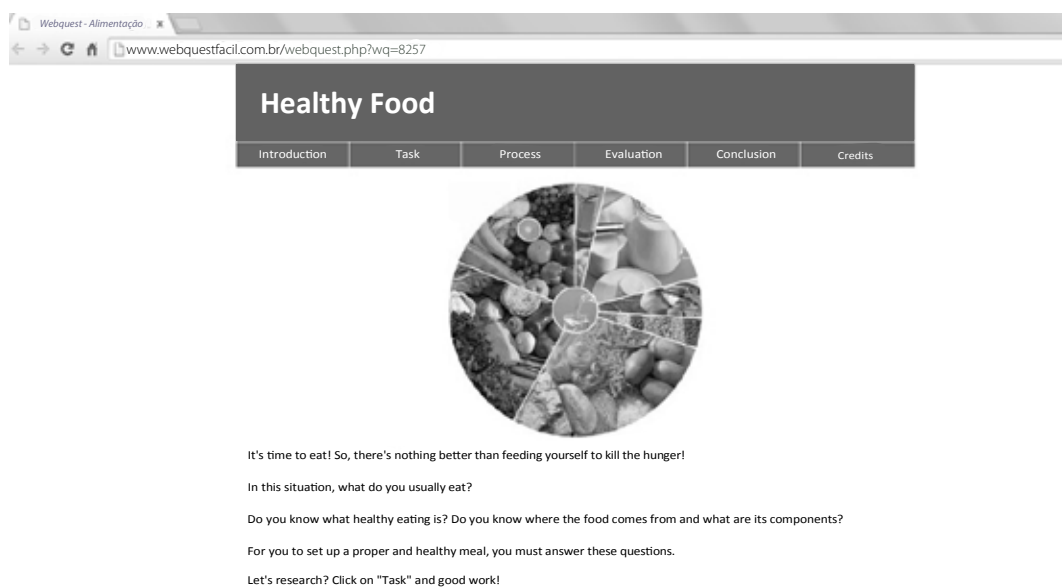 Webquest - Alimentação ...
www.webquestfacil.com.br/webquest.php?wq=8257
Healthy Food
Introduction Task Process Evaluation Conclusion Credits
It's time to eat! So, there's nothing better than feeding yourself to kill the hunger!
In this situation, what do you usually eat?
Do you know what healthy eating is? Do you know where the food comes from and what are its components?
For you to set up a proper and healthy meal, you must answer these questions.
Let's research? Click on "Task" and good work!